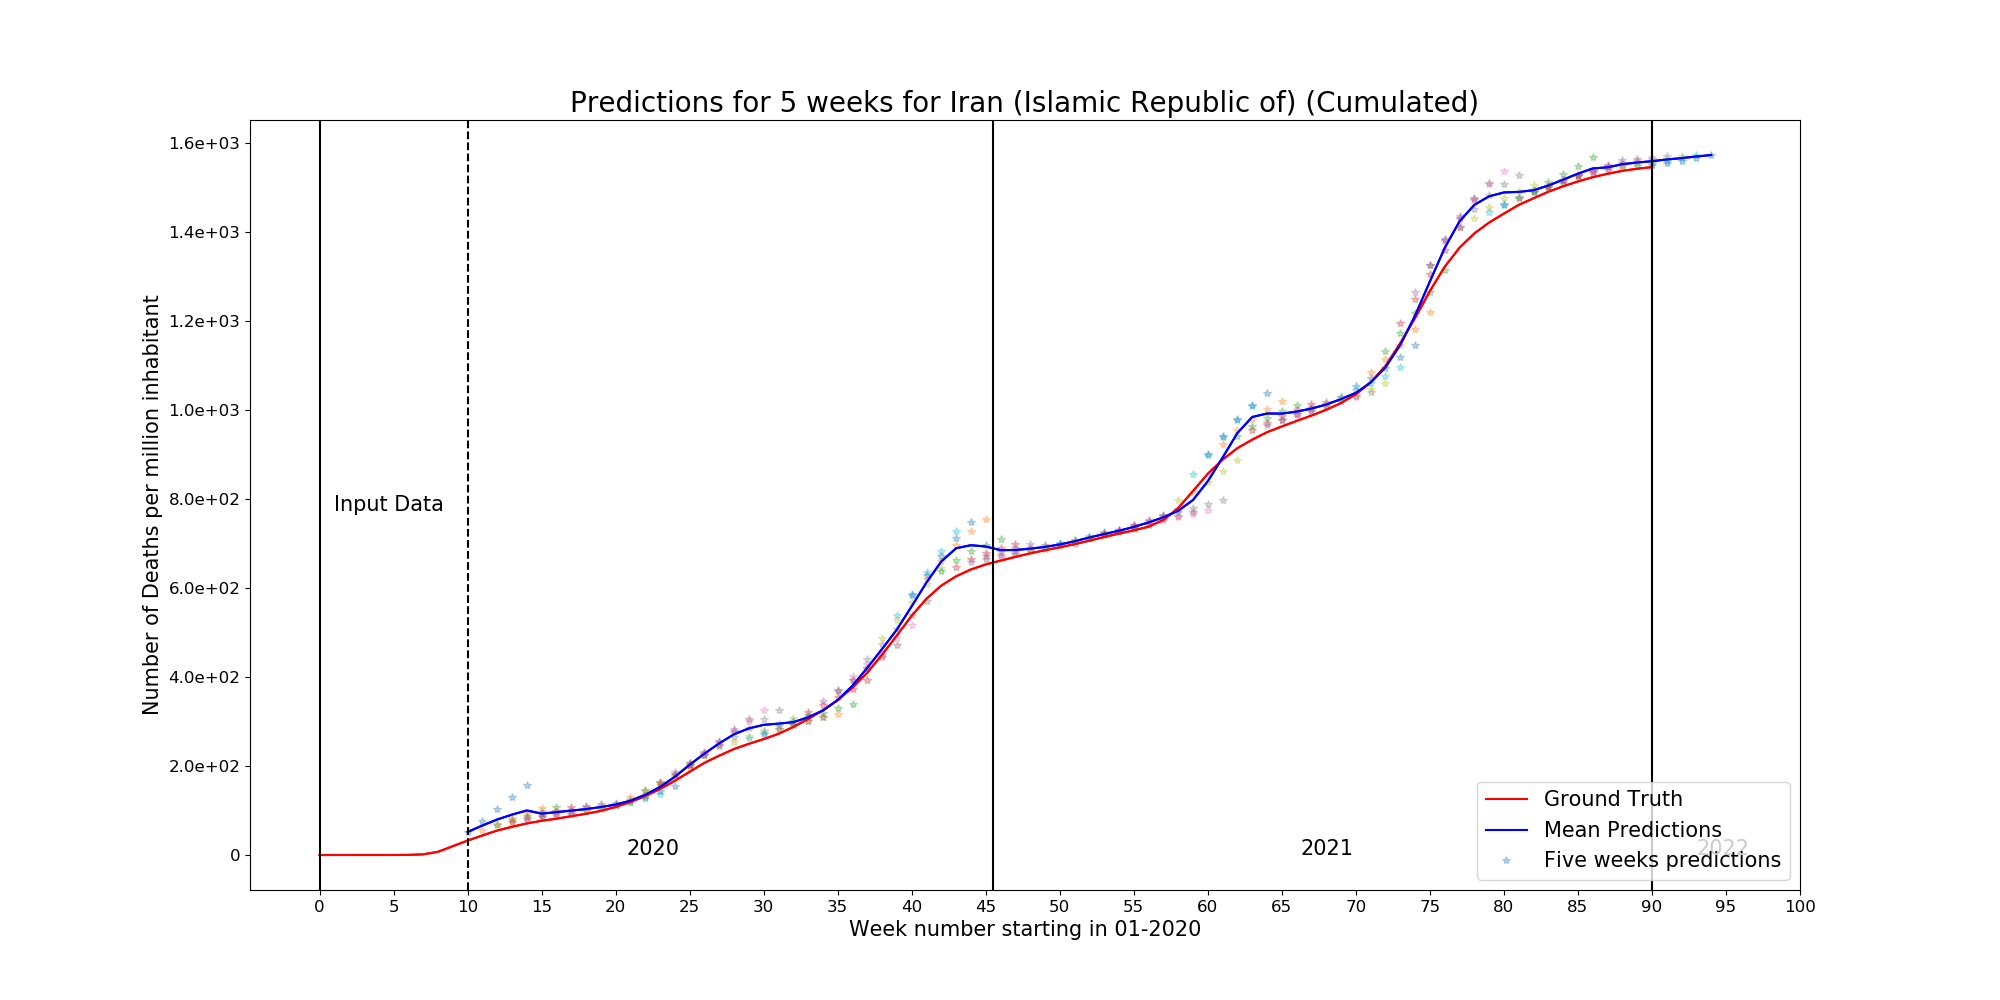 Predictions for 5 weeks for Iran (Islamic Republic of) (Cumulated)
Number of Deaths per million inhabitant
1.6e+03
1.4e+03
1.2e+03
1.0e+03
8.0e+02
6.0e+02
4.0e+02
2.0e+02
0
Input Data
2020
2021
2022
Ground Truth
Mean Predictions
Five weeks predictions
0 5 10 15 20 25 30 35 40 45 50 55 60 65 70 75 80 85 90 95 100
Week number starting in 01-2020